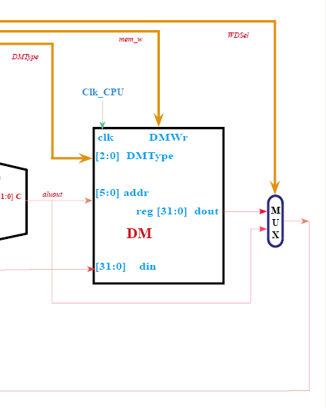 mem_w
WDSel
DMType
Clk_CPU
clk DMWr
[2:0] DMType
[5:0] addr
1:0] C
aluout
reg [31:0] dout
M
U
X
DM
[31:0] din